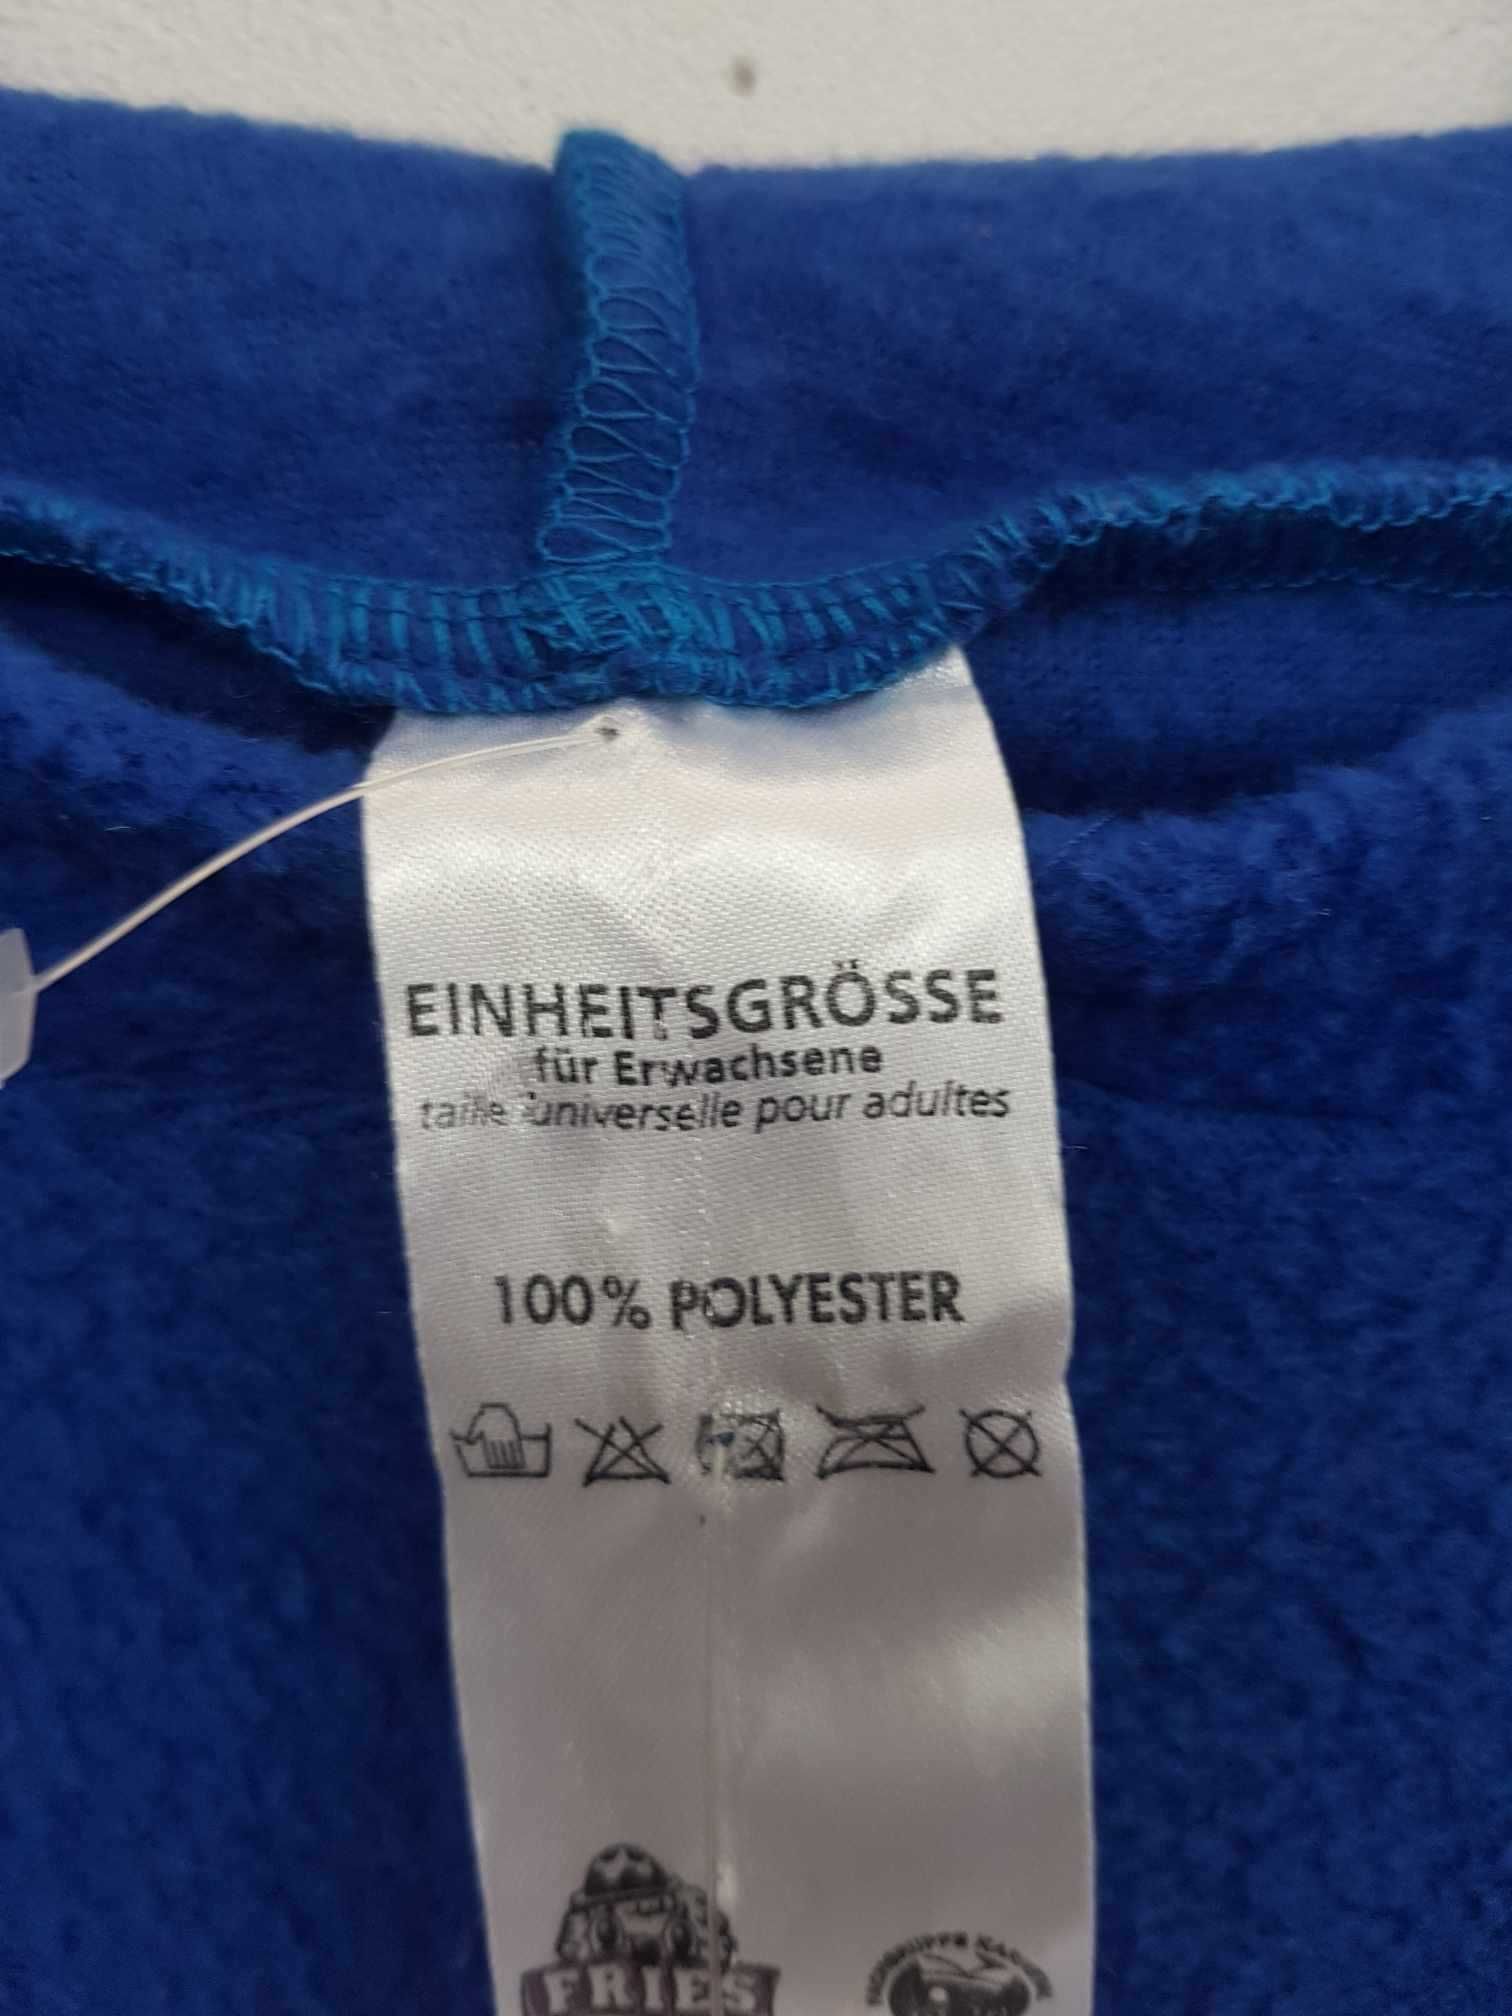 EINHEITSGRÖSSE
für Erwachsene
taille universelle pour adultes
100% POLYESTER
FRIES